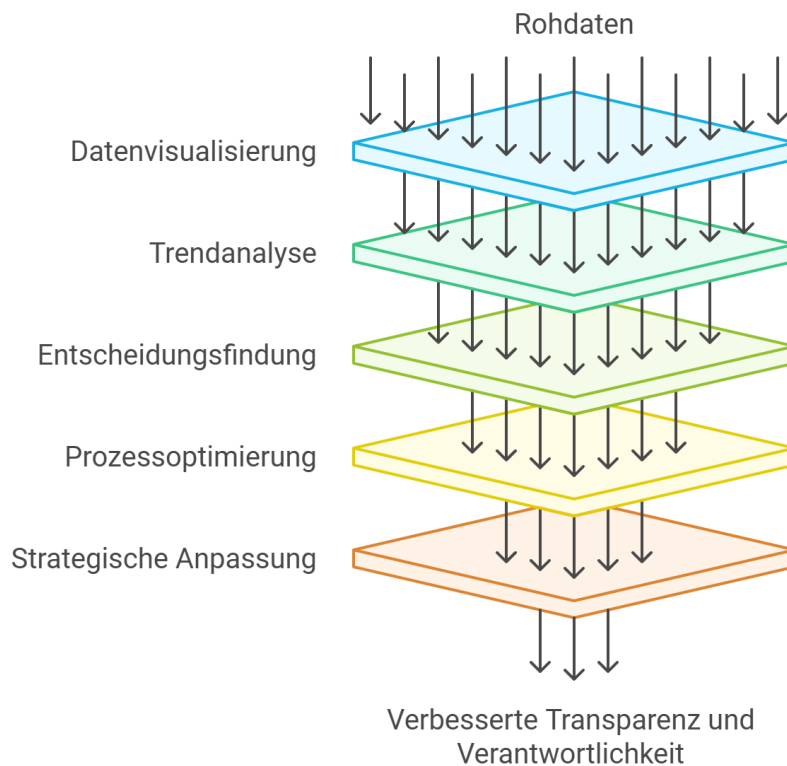 Rohdaten
Datenvisualisierung
Trendanalyse
Entscheidungsfindung
Prozessoptimierung
Strategische Anpassung
Verbesserte Transparenz und
Verantwortlichkeit